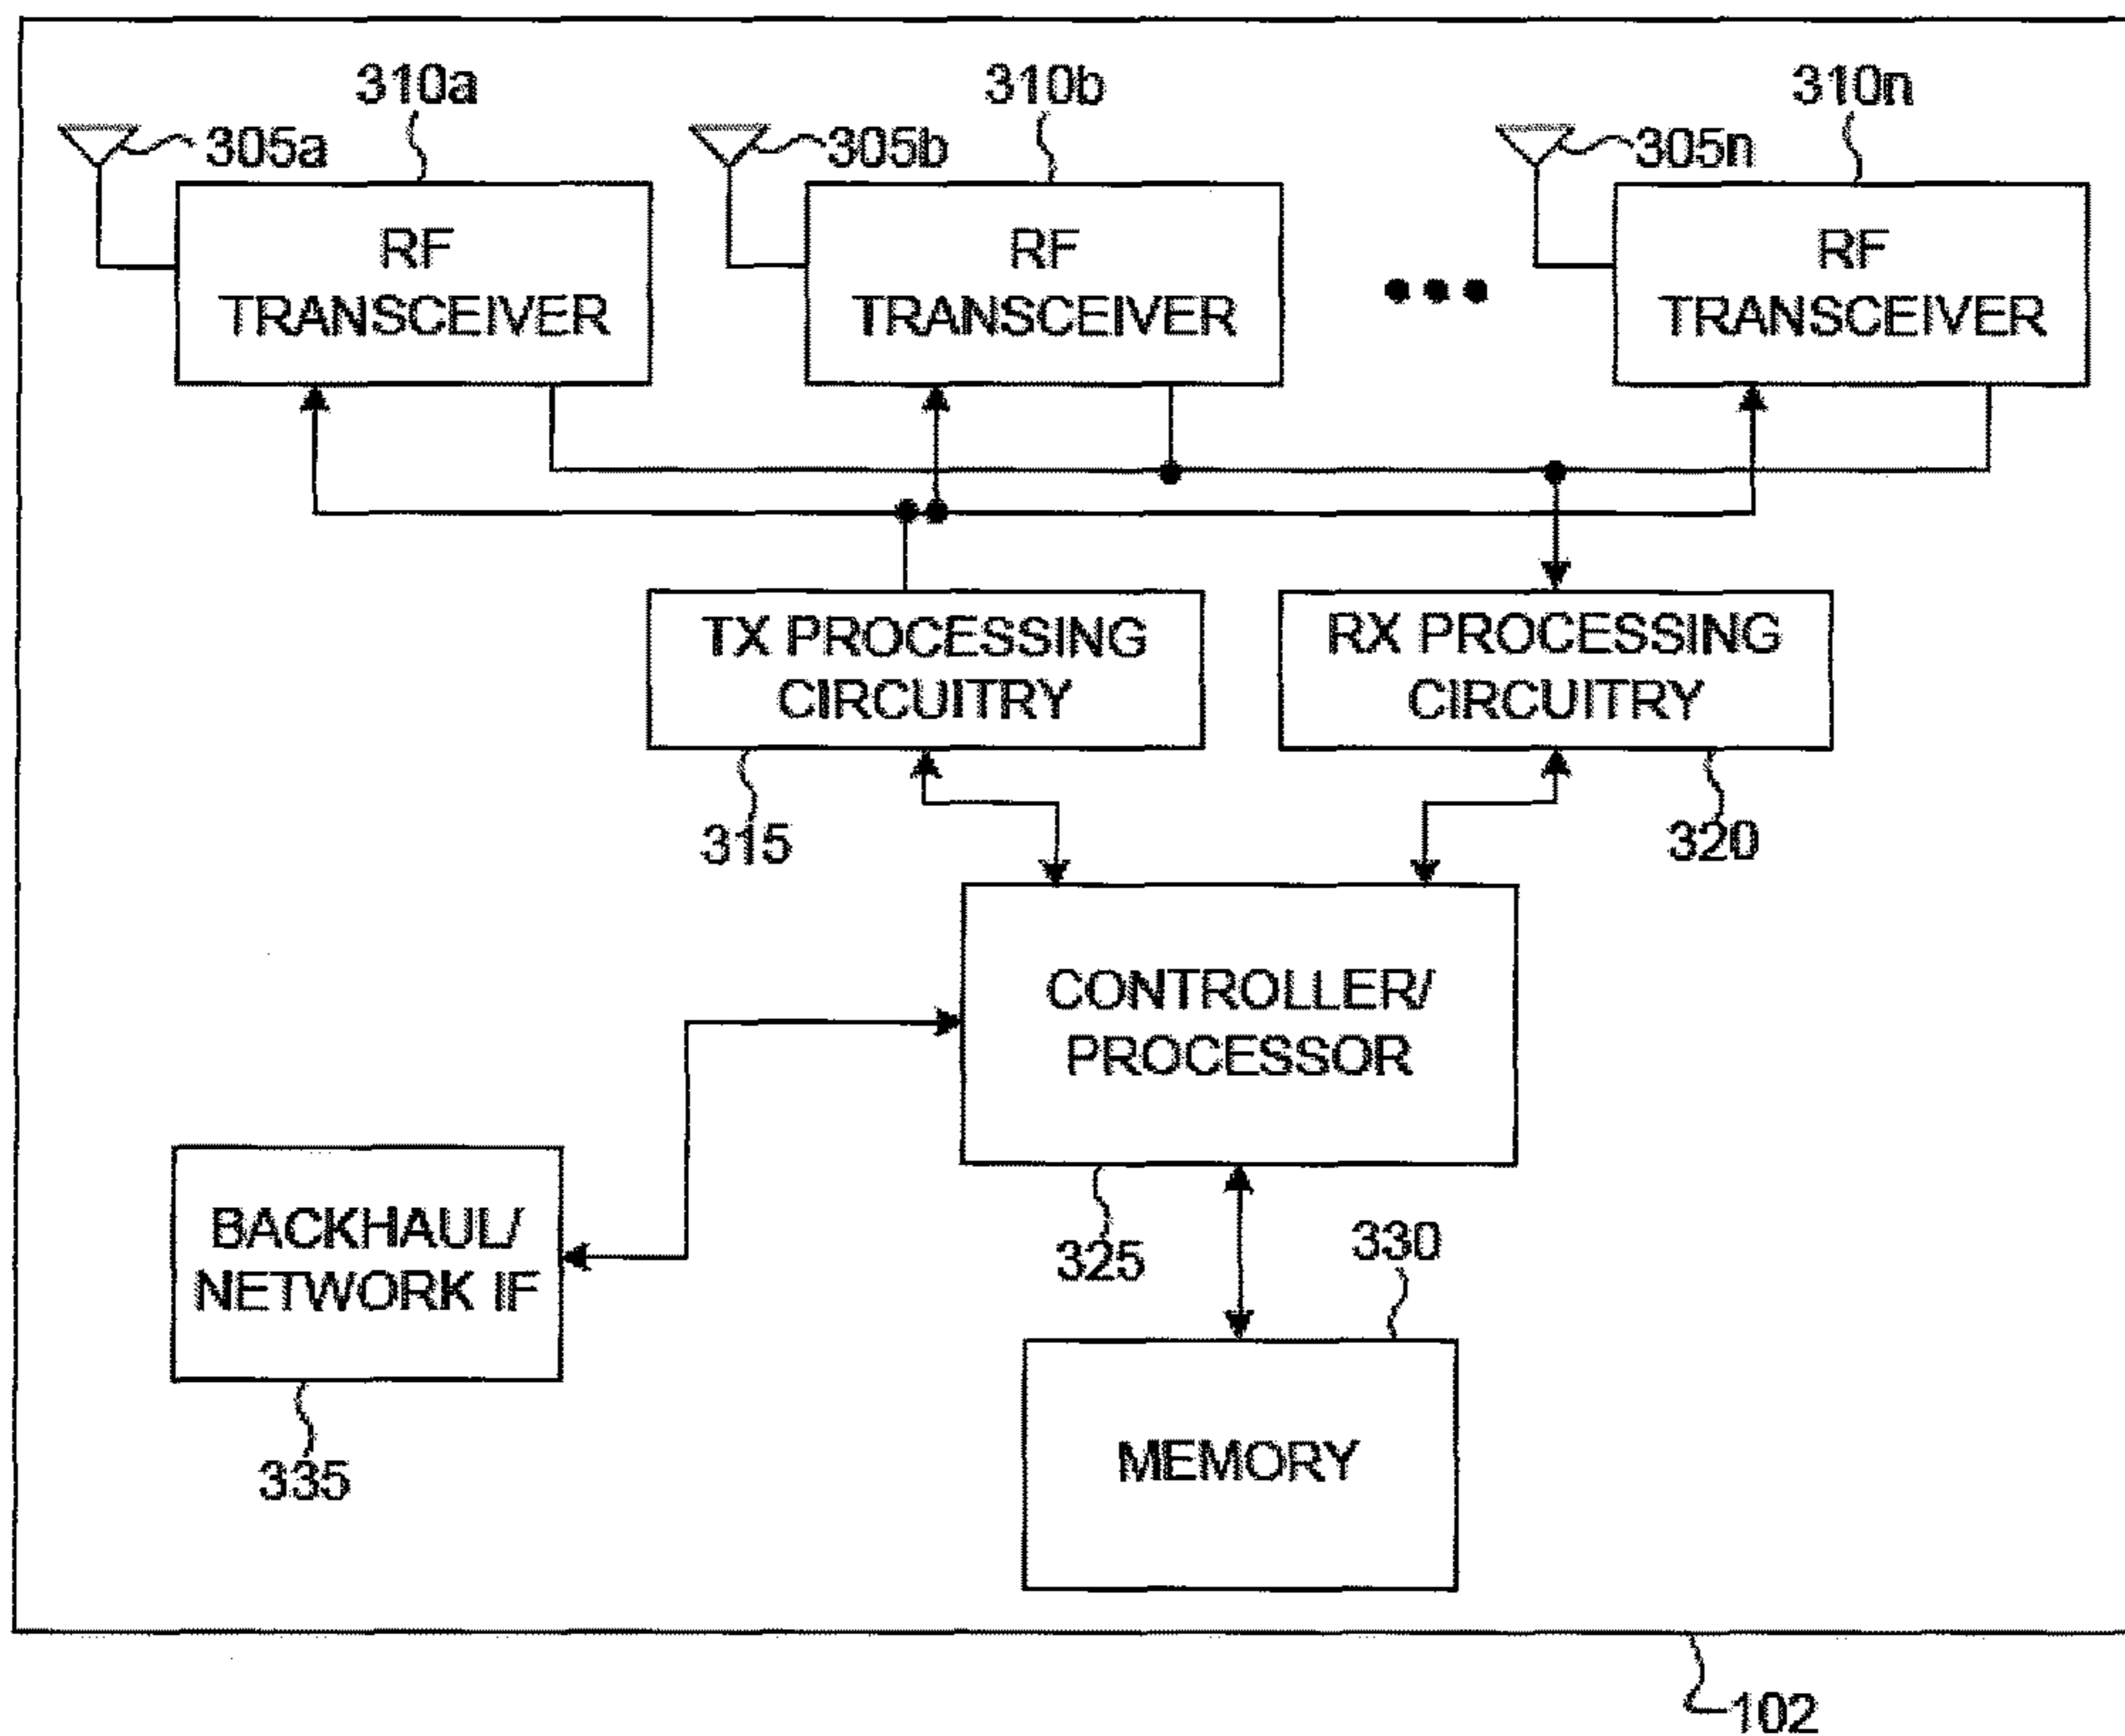 310a
310b
310n
305a
305b
305n
RF
TRANSCEIVER
RF
TRANSCEIVER
RF
TRANSCEIVER
TX PROCESSING
CIRCUITRY
RX PROCESSING
CIRCUITRY
315
320
CONTROLLER/
PROCESSOR
BACKHAUL/
NETWORK IF
325
330
335
MEMORY
102